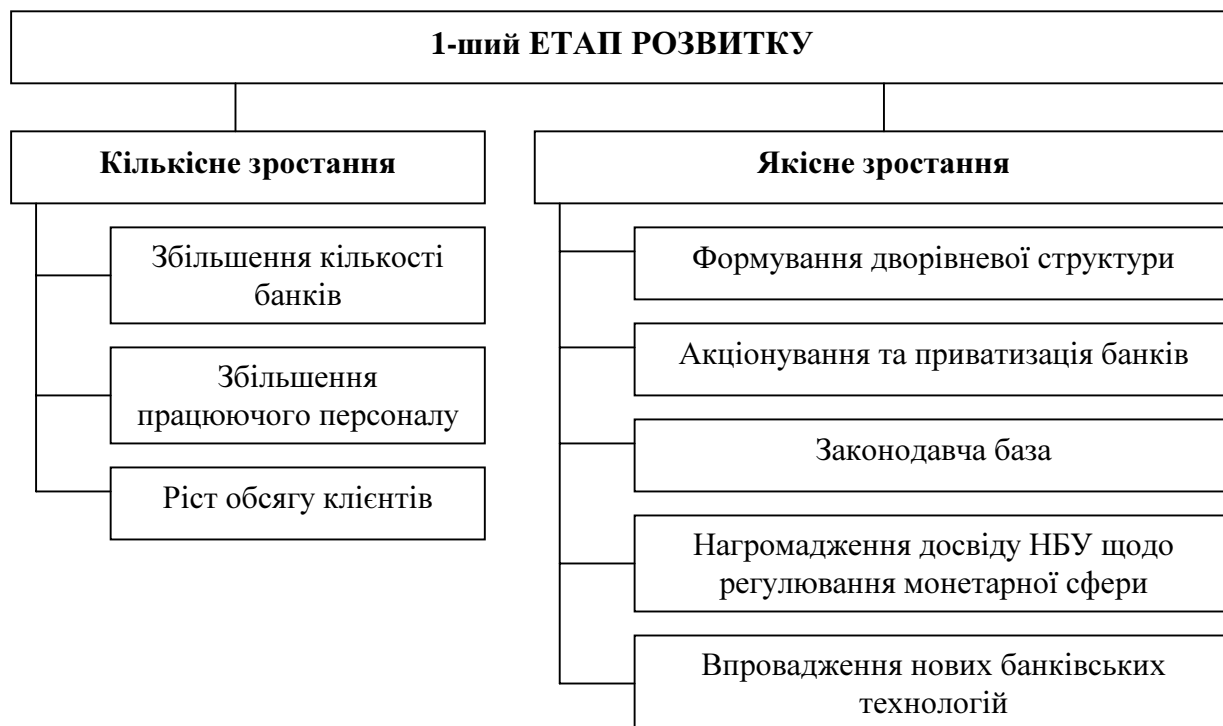 1-ший ЕТАП РОЗВИТКУ
Кількісне зростання
Збільшення кількості
банків
Збільшення
працюючого персоналу
Ріст обсягу клієнтів
Якісне зростання
Формування дворівневої структури
Акціонування та приватизація банків
Законодавча база
Нагромадження досвіду НБУ щодо
регулювання монетарної сфери
Впровадження нових банківських
технологій